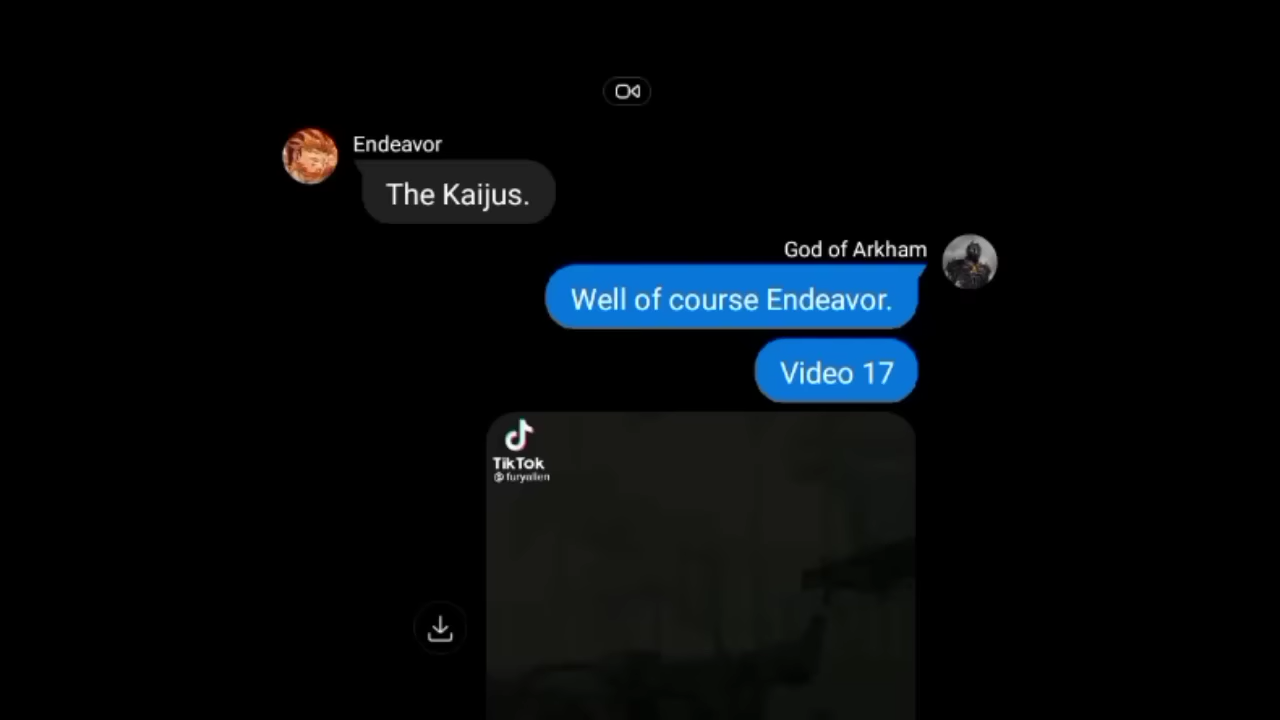 Endeavor
The Kaijus.
God of Arkham
Well of course Endeavor.
Video 17
TikTok
@furyallen